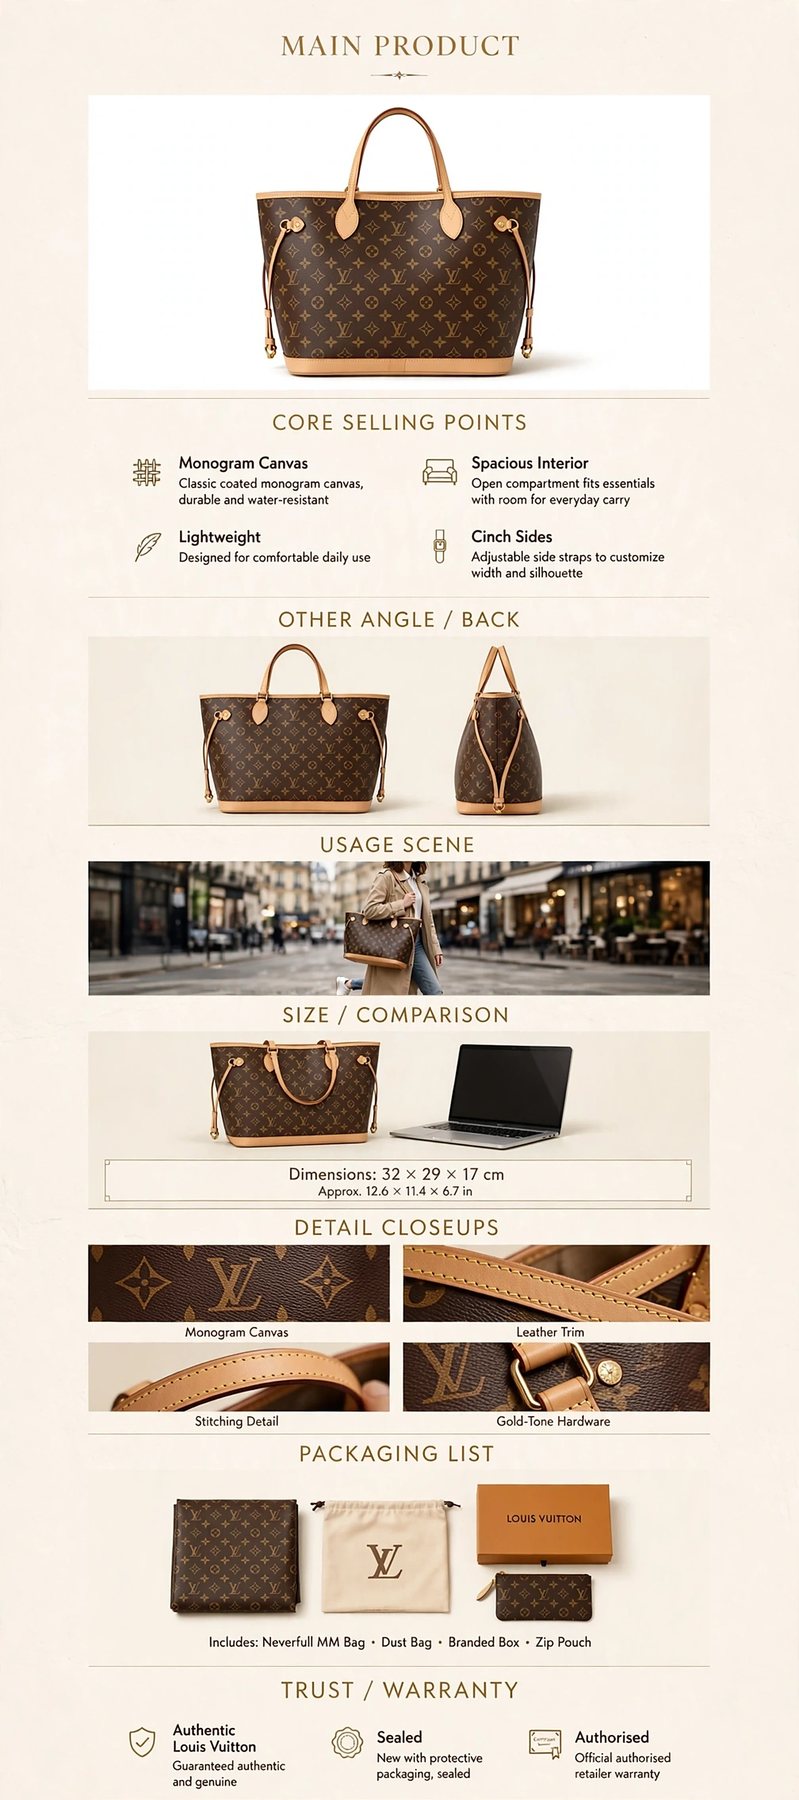 MAIN PRODUCT
CORE SELLING POINTS
Monogram Canvas
Classic coated monogram canvas,
durable and water-resistant
Spacious Interior
Open compartment fits essentials
with room for everyday carry
Lightweight
Designed for comfortable daily use
Cinch Sides
Adjustable side straps to customize
width and silhouette
OTHER ANGLE / BACK
USAGE SCENE
SIZE / COMPARISON
Dimensions: 32 × 29 × 17 cm
Approx. 12.6 × 11.4 × 6.7 in
DETAIL CLOSEUPS
LV
Monogram Canvas
Leather Trim
LV
Stitching Detail
Gold-Tone Hardware
PACKAGING LIST
LV
LOUIS VUITTON
Includes: Neverfull MM Bag • Dust Bag • Branded Box • Zip Pouch
TRUST / WARRANTY
Authentic
Louis Vuitton
Guaranteed authentic
and genuine
Sealed
New with protective
packaging, sealed
Authorised
Official authorised
retailer warranty